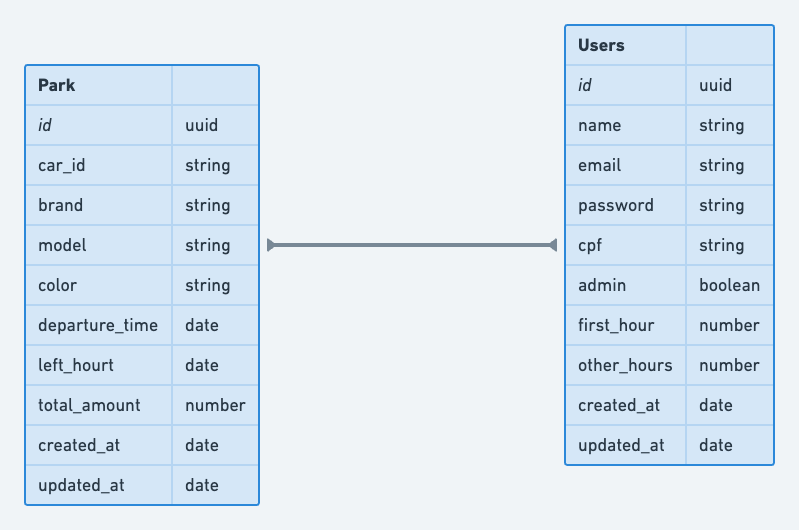 Park
id uuid
car_id string
brand string
model string
color string
departure_time date
left_hourt date
total_amount number
created_at date
updated_at date
Users
id uuid
name string
email string
password string
cpf string
admin boolean
first_hour number
other_hours number
created_at date
updated_at date